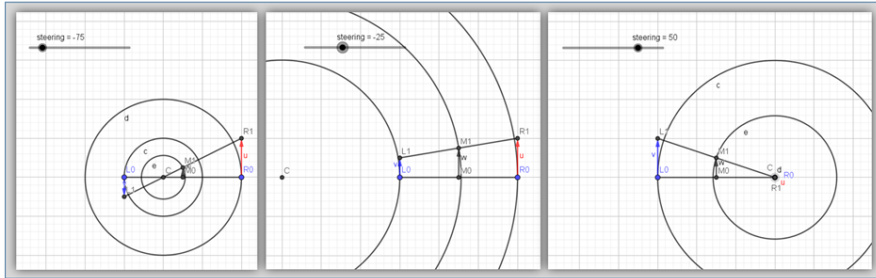 steering = -75
d
c
e
R1
M1
L0
C
M0
R0
u
L1
steering = -25
R1
M1
L1
w
u
v
C
L0
M0
R0
steering = 50
c
L1
e
M1
v
w
C
d
L0
M0
R0
R1
u